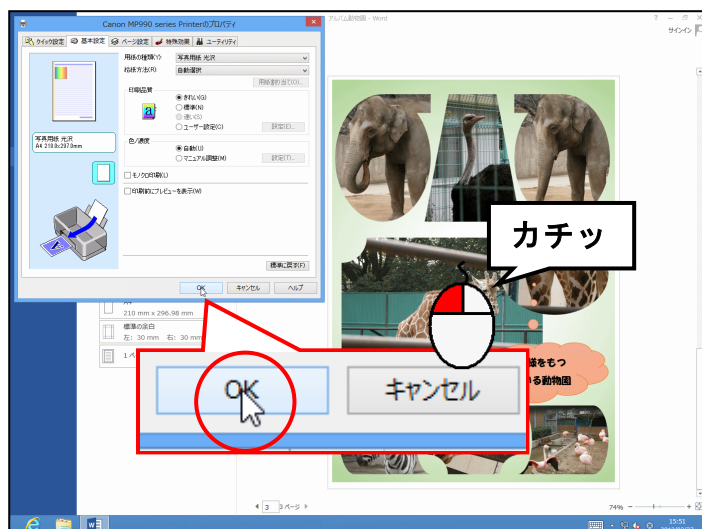 アルバム動物園 - Word
Canon MP990 series Printerのプロパティ
サインイン
クイック設定 基本設定 ページ設定 特殊効果 ユーティリティ
用紙の種類(Y): 写真用紙 光沢
給紙方法(R): 自動選択
用紙割り当て(O)...
印刷品質
きれい(G)
標準(N)
速い(S)
ユーザー設定(C) 設定(E)...
写真用紙 光沢
A4 210.0x297.0mm
色/濃度
自動(U)
マニュアル調整(M) 設定(T)...
モノクロ印刷(L)
印刷前にプレビューを表示(W)
標準に戻す(F)
OK キャンセル ヘルプ
カチッ
A4
210 mm x 296.98 mm
標準の余白
左: 30 mm 右: 30 mm
1 ペ
OK キャンセル
様をもつ
る動物園
3 3 ページ
74%
15:51